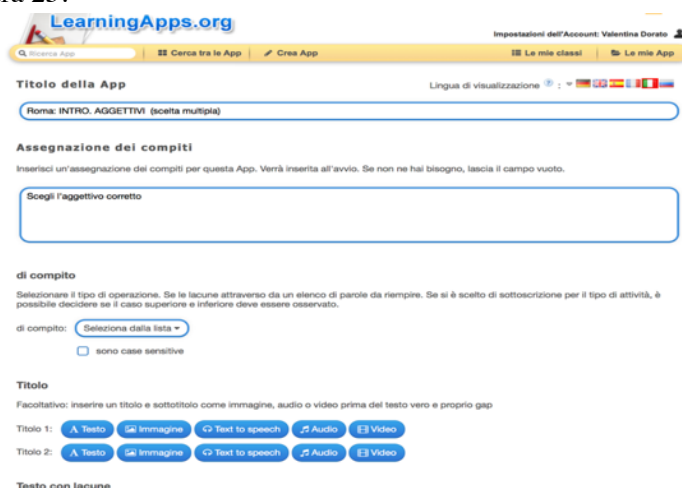 LearningApps.org
Impostazioni dell'Account: Valentina Dorato
Ricerca App
Cerca tra le App
Crea App
Le mie classi
Le mie App
Titolo della App
Lingua di visualizzazione ? :
Roma: INTRO. AGGETTIVI (scelta multipla)
Assegnazione dei compiti
Inserisci un'assegnazione dei compiti per questa App. Verrà inserita all'avvio. Se non ne hai bisogno, lascia il campo vuoto.
Scegli l'aggettivo corretto
di compito
Selezionare il tipo di operazione. Se le lacune attraverso da un elenco di parole da riempire. Se si è scelto di sottoscrizione per il tipo di attività, è
possibile decidere se il caso superiore e inferiore deve essere osservato.
di compito: Seleziona dalla lista
sono case sensitive
Titolo
Facoltativo: inserire un titolo e sottotitolo come immagine, audio o video prima del testo vero e proprio gap
Titolo 1: A Testo Immagine Text to speech Audio Video
Titolo 2: A Testo Immagine Text to speech Audio Video
Testo con lacune